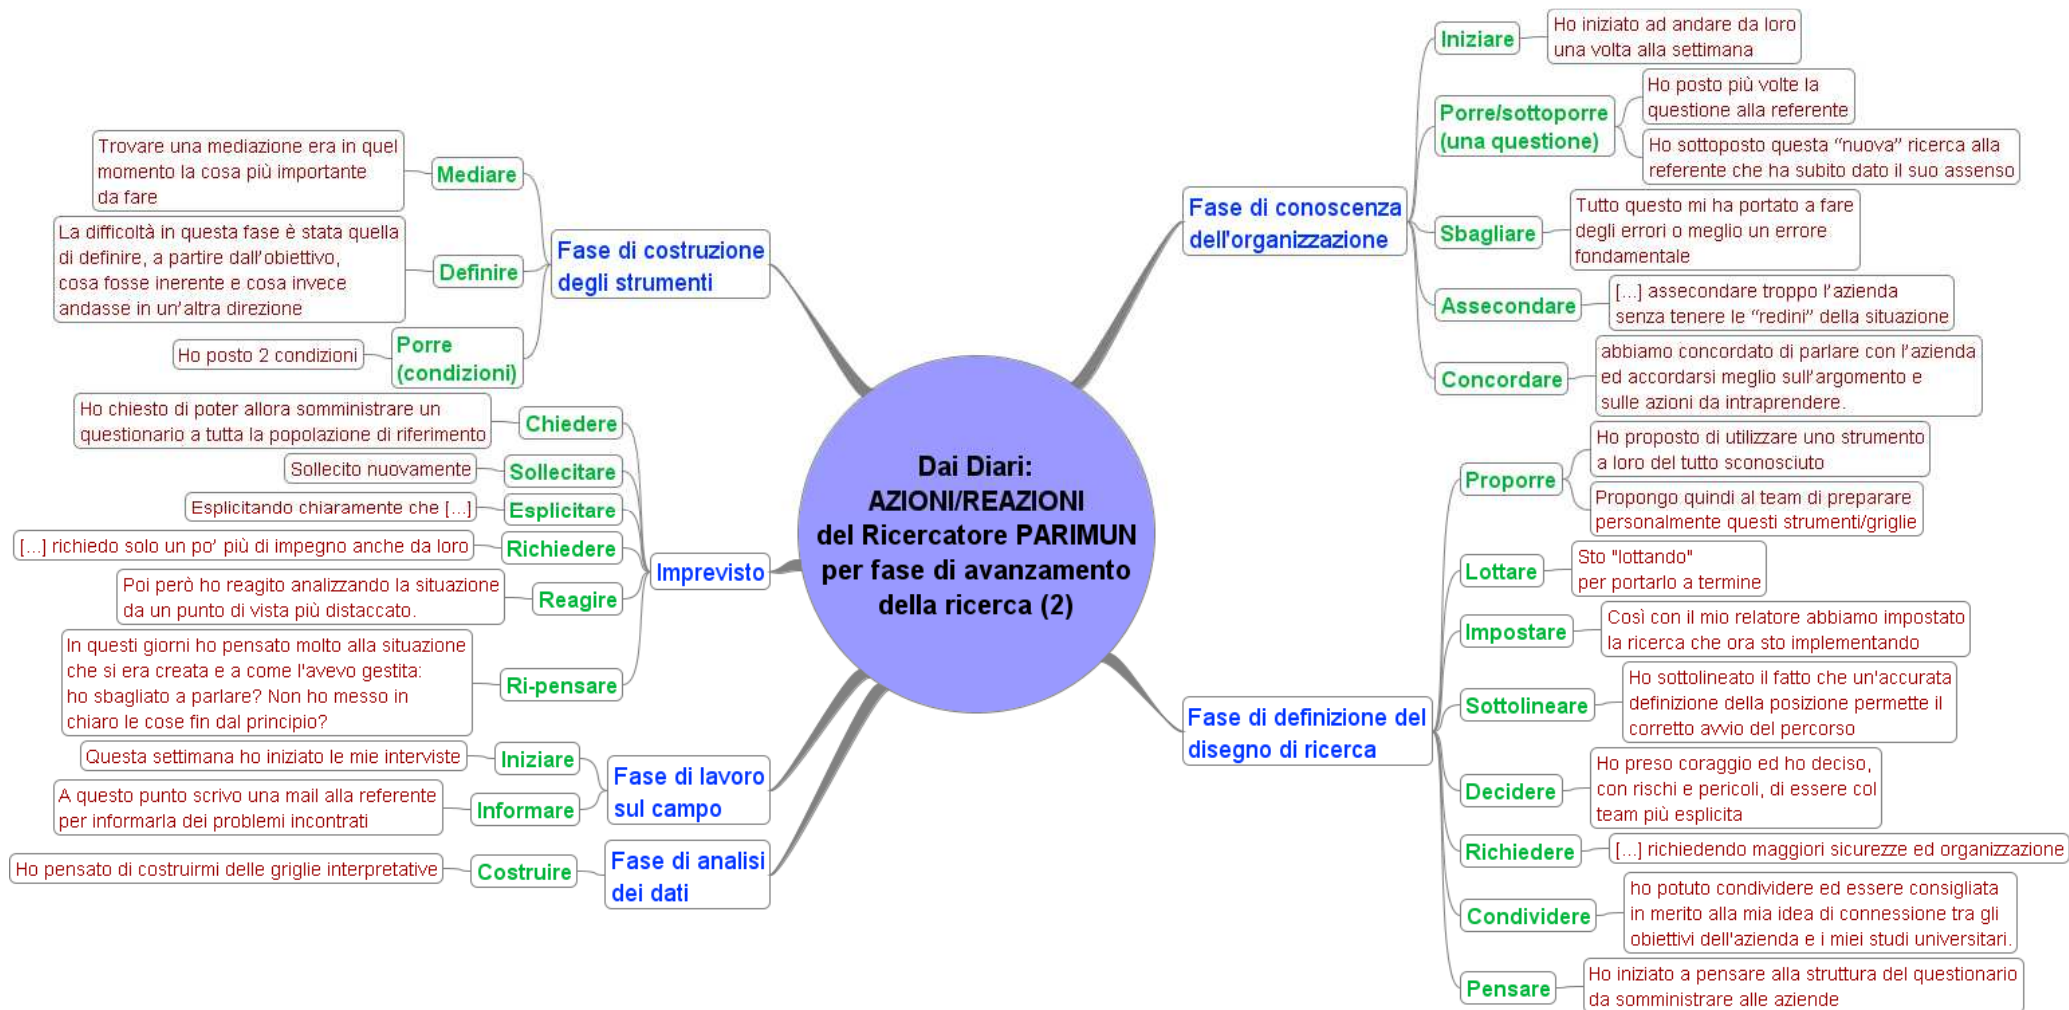 Dai Diari:
AZIONI/REAZIONI
del Ricercatore PARIMUN
per fase di avanzamento
della ricerca (2)
Fase di conoscenza
dell'organizzazione
Iniziare
Ho iniziato ad andare da loro
una volta alla settimana
Porre/sottoporre
(una questione)
Ho posto più volte la
questione alla referente
Ho sottoposto questa “nuova” ricerca alla
referente che ha subito dato il suo assenso
Sbagliare
Tutto questo mi ha portato a fare
degli errori o meglio un errore
fondamentale
Assecondare
[...] assecondare troppo l’azienda
senza tenere le “redini” della situazione
Concordare
abbiamo concordato di parlare con l’azienda
ed accordarsi meglio sull’argomento e
sulle azioni da intraprendere.
Fase di definizione del
disegno di ricerca
Proporre
Ho proposto di utilizzare uno strumento
a loro del tutto sconosciuto
Propongo quindi al team di preparare
personalmente questi strumenti/griglie
Lottare
Sto "lottando"
per portarlo a termine
Impostare
Così con il mio relatore abbiamo impostato
la ricerca che ora sto implementando
Sottolineare
Ho sottolineato il fatto che un'accurata
definizione della posizione permette il
corretto avvio del percorso
Decidere
Ho preso coraggio ed ho deciso,
con rischi e pericoli, di essere col
team più esplicita
Richiedere
[...] richiedendo maggiori sicurezze ed organizzazione
Condividere
ho potuto condividere ed essere consigliata
in merito alla mia idea di connessione tra gli
obiettivi dell'azienda e i miei studi universitari.
Pensare
Ho iniziato a pensare alla struttura del questionario
da somministrare alle aziende
Fase di costruzione
degli strumenti
Mediare
Trovare una mediazione era in quel
momento la cosa più importante
da fare
Definire
La difficoltà in questa fase è stata quella
di definire, a partire dall’obiettivo,
cosa fosse inerente e cosa invece
andasse in un’altra direzione
Porre
(condizioni)
Ho posto 2 condizioni
Imprevisto
Chiedere
Ho chiesto di poter allora somministrare un
questionario a tutta la popolazione di riferimento
Sollecitare
Sollecito nuovamente
Esplicitare
Esplicitando chiaramente che [...]
Richiedere
[...] richiedo solo un po’ più di impegno anche da loro
Reagire
Poi però ho reagito analizzando la situazione
da un punto di vista più distaccato.
Ri-pensare
In questi giorni ho pensato molto alla situazione
che si era creata e a come l'avevo gestita:
ho sbagliato a parlare? Non ho messo in
chiaro le cose fin dal principio?
Fase di lavoro
sul campo
Iniziare
Questa settimana ho iniziato le mie interviste
Informare
A questo punto scrivo una mail alla referente
per informarla dei problemi incontrati
Fase di analisi
dei dati
Costruire
Ho pensato di costruirmi delle griglie interpretative